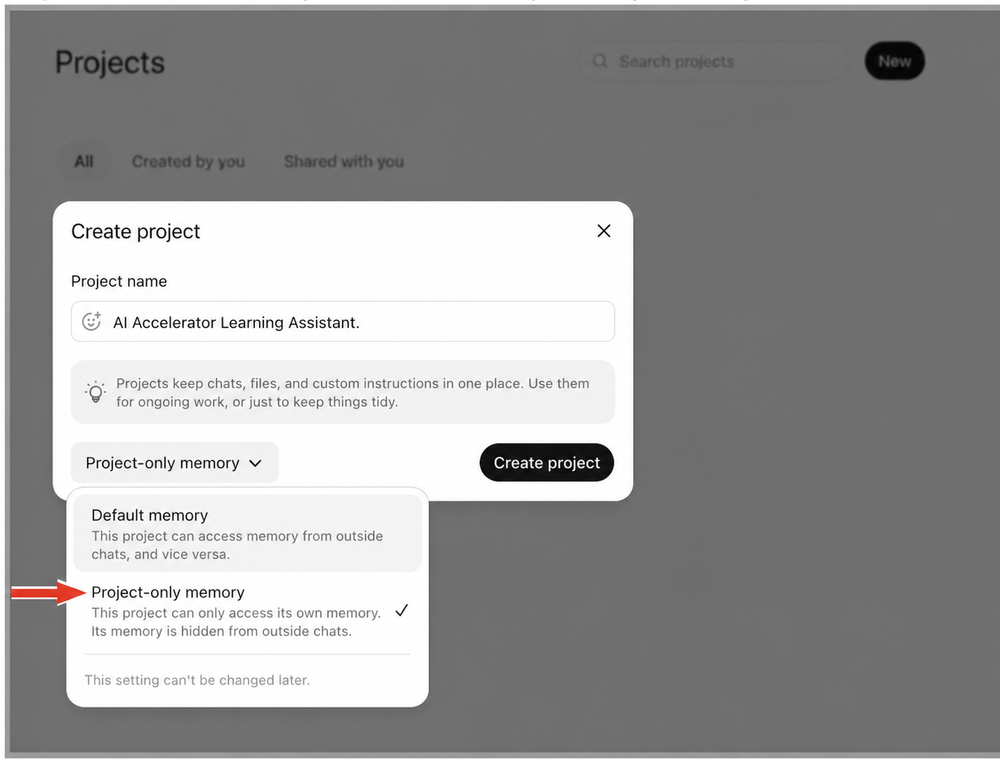 Projects
Search projects
New
All
Created by you
Shared with you
Create project
Project name
AI Accelerator Learning Assistant.
Projects keep chats, files, and custom instructions in one place. Use them
for ongoing work, or just to keep things tidy.
Project-only memory
Create project
Default memory
This project can access memory from outside
chats, and vice versa.
Project-only memory
This project can only access its own memory.
Its memory is hidden from outside chats.
This setting can't be changed later.